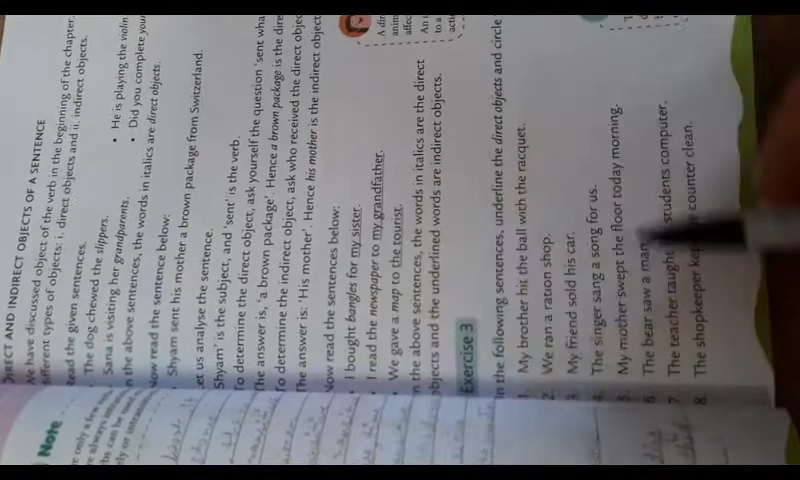 DIRECT AND INDIRECT OBJECTS OF A SENTENCE
We have discussed object of the verb in the beginning of the chapter.
different types of objects: i. direct objects and ii. indirect objects.
Read the given sentences.
The dog chewed the slippers.
• He is playing the violin
Sana is visiting her grandparents.
• Did you complete your
In the above sentences, the words in italics are direct objects.
Now read the sentence below:
• Shyam sent his mother a brown package from Switzerland.
Let us analyse the sentence.
'Shyam' is the subject, and 'sent' is the verb.
To determine the direct object, ask yourself the question 'sent wha
The answer is, 'a brown package'. Hence a brown package is the dire
To determine the indirect object, ask who received the direct objec
The answer is: 'His mother'. Hence his mother is the indirect object
Now read the sentences below:
• I bought bangles for my sister.
• I read the newspaper to my grandfather.
• We gave a map to the tourist.
In the above sentences, the words in italics are the direct
objects and the underlined words are indirect objects.
Exercise 3
In the following sentences, underline the direct objects and circle
1. My brother hit the ball with the racquet.
2. We ran a ration shop.
3. My friend sold his car.
4. The singer sang a song for us.
5. My mother swept the floor today morning.
6 The bear saw a man
7. The teacher taught students computer.
8. The shopkeeper counter clean.
Note
A dir
anim
affec
An i
to a
acti